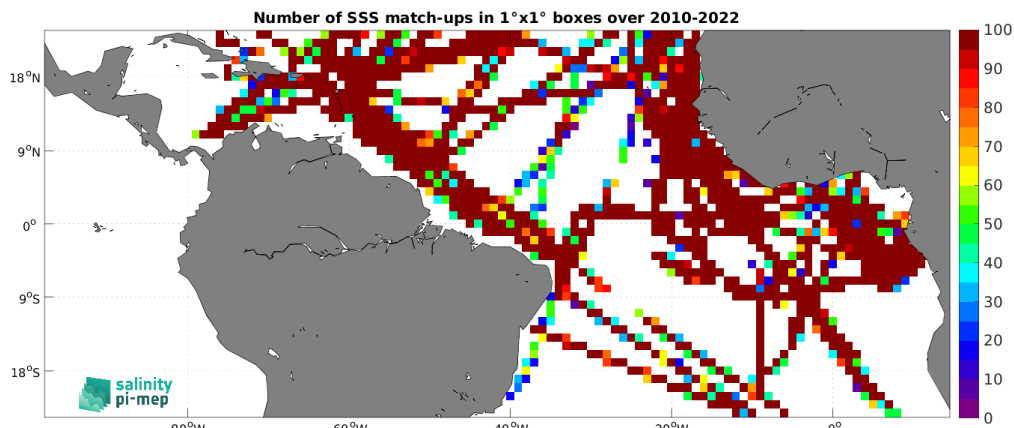 Number of SSS match-ups in 1°x1° boxes over 2010-2022
100
90
80
70
60
50
40
30
20
10
0
18°N
9°N
0°
9°S
18°S
salinity
pi-mep
80°W 60°W 40°W 20°W 0°